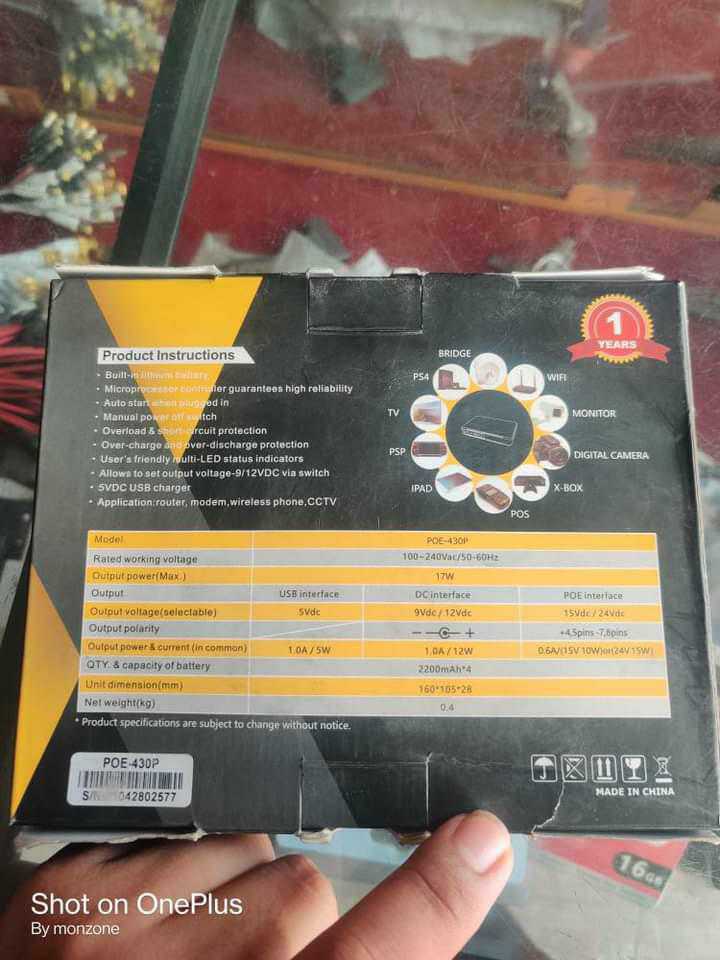 Product Instructions
• Built-in lithium battery
• Microprocessor controller guarantees high reliability
• Auto start when plugged in
• Manual power off switch
• Overload & short-circuit protection
• Over-charge and over-discharge protection
• User's friendly multi-LED status indicators
• Allows to set output voltage-9/12VDC via switch
• 5VDC USB charger
• Application:router, modem,wireless phone,CCTV
BRIDGE
PS4
WIFI
TV
MONITOR
PSP
DIGITAL CAMERA
IPAD
X-BOX
POS
1
YEARS
Model POE-430P
Rated working voltage 100~240Vac/50-60Hz
Output power(Max.) 17W
Output USB interface DC interface POE interface
Output voltage(selectable) 5Vdc 9Vdc / 12Vdc 15Vdc / 24Vdc
Output polarity +4,5pins -7,8pins
Output power & current (in common) 1.0A / 5W 1.0A / 12W 0.6A/(15V 10W)or(24V15W)
QTY. & capacity of battery 2200mAh*4
Unit dimension(mm) 160*105*28
Net weight(kg) 0.4
* Product specifications are subject to change without notice.
POE-430P
042802577
MADE IN CHINA
16GB
Shot on OnePlus
By monzone